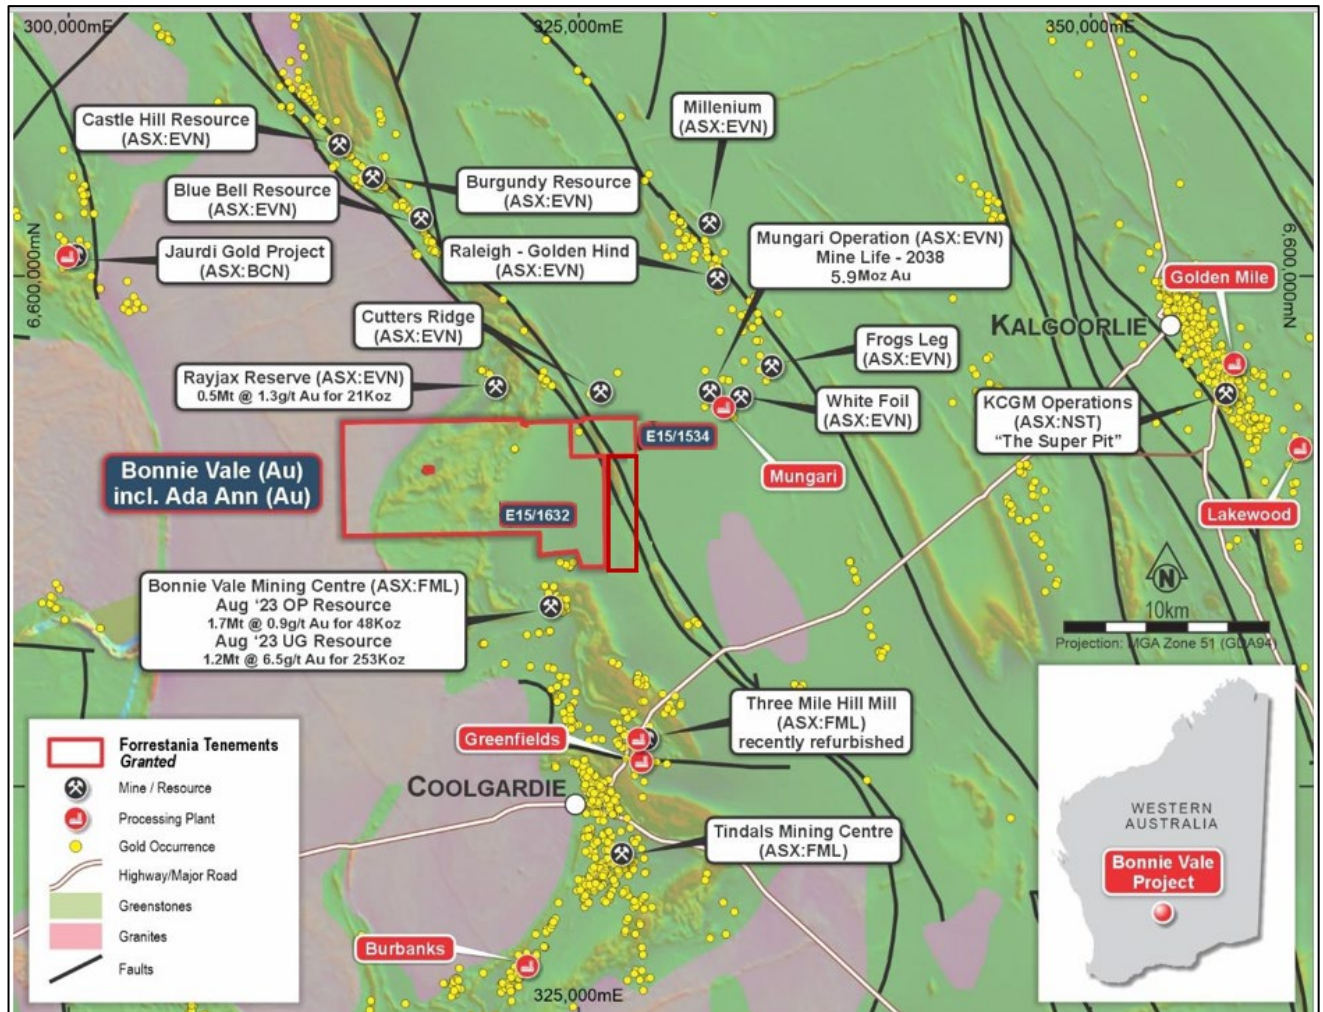 300,000mE
325,000mE
350,000mE
Castle Hill Resource
(ASX:EVN)
Millenium
(ASX:EVN)
Blue Bell Resource
(ASX:EVN)
Burgundy Resource
(ASX:EVN)
Jaurdi Gold Project
(ASX:BCN)
Raleigh - Golden Hind
(ASX:EVN)
Mungari Operation (ASX:EVN)
Mine Life - 2038
5.9Moz Au
6,600,000mN
6,600,000mN
Golden Mile
KALGOORLIE
Cutters Ridge
(ASX:EVN)
Frogs Leg
(ASX:EVN)
Rayjax Reserve (ASX:EVN)
0.5Mt @ 1.3g/t Au for 21Koz
White Foil
(ASX:EVN)
KCGM Operations
(ASX:NST)
“The Super Pit”
E15/1534
Bonnie Vale (Au)
incl. Ada Ann (Au)
Mungari
E15/1632
Lakewood
Bonnie Vale Mining Centre (ASX:FML)
Aug ‘23 OP Resource
1.7Mt @ 0.9g/t Au for 48Koz
Aug ‘23 UG Resource
1.2Mt @ 6.5g/t Au for 253Koz
N
10km
Projection: MGA Zone 51 (GDA94)
Three Mile Hill Mill
(ASX:FML)
recently refurbished
Greenfields
COOLGARDIE
Tindals Mining Centre
(ASX:FML)
Burbanks
325,000mE
Forrestania Tenements
Granted
Mine / Resource
Processing Plant
Gold Occurrence
Highway/Major Road
Greenstones
Granites
Faults
WESTERN
AUSTRALIA
Bonnie Vale
Project